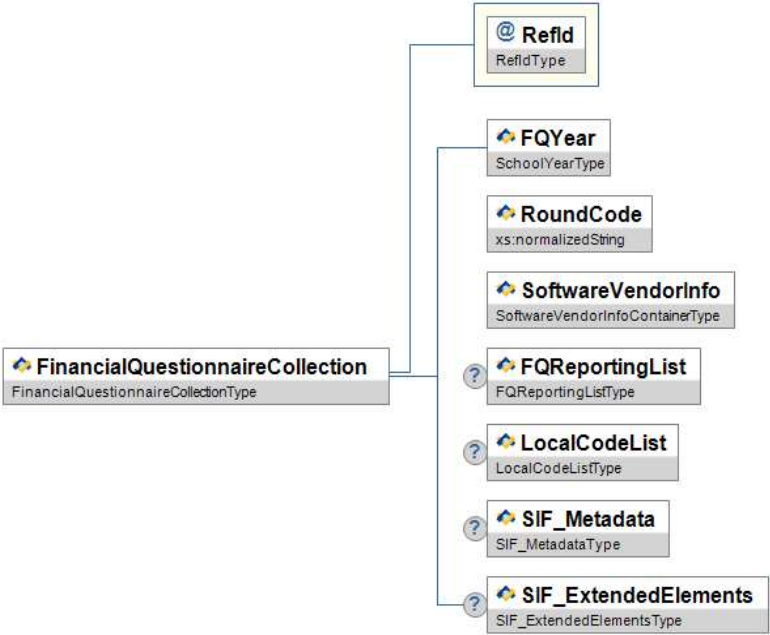 @ RefId
RefIdType
FQYear
SchoolYearType
RoundCode
xs:normalizedString
SoftwareVendorInfo
SoftwareVendorInfoContainerType
FinancialQuestionnaireCollection
FinancialQuestionnaireCollectionType
? FQReportingList
FQReportingListType
? LocalCodeList
LocalCodeListType
? SIF_Metadata
SIF_MetadataType
? SIF_ExtendedElements
SIF_ExtendedElementsType